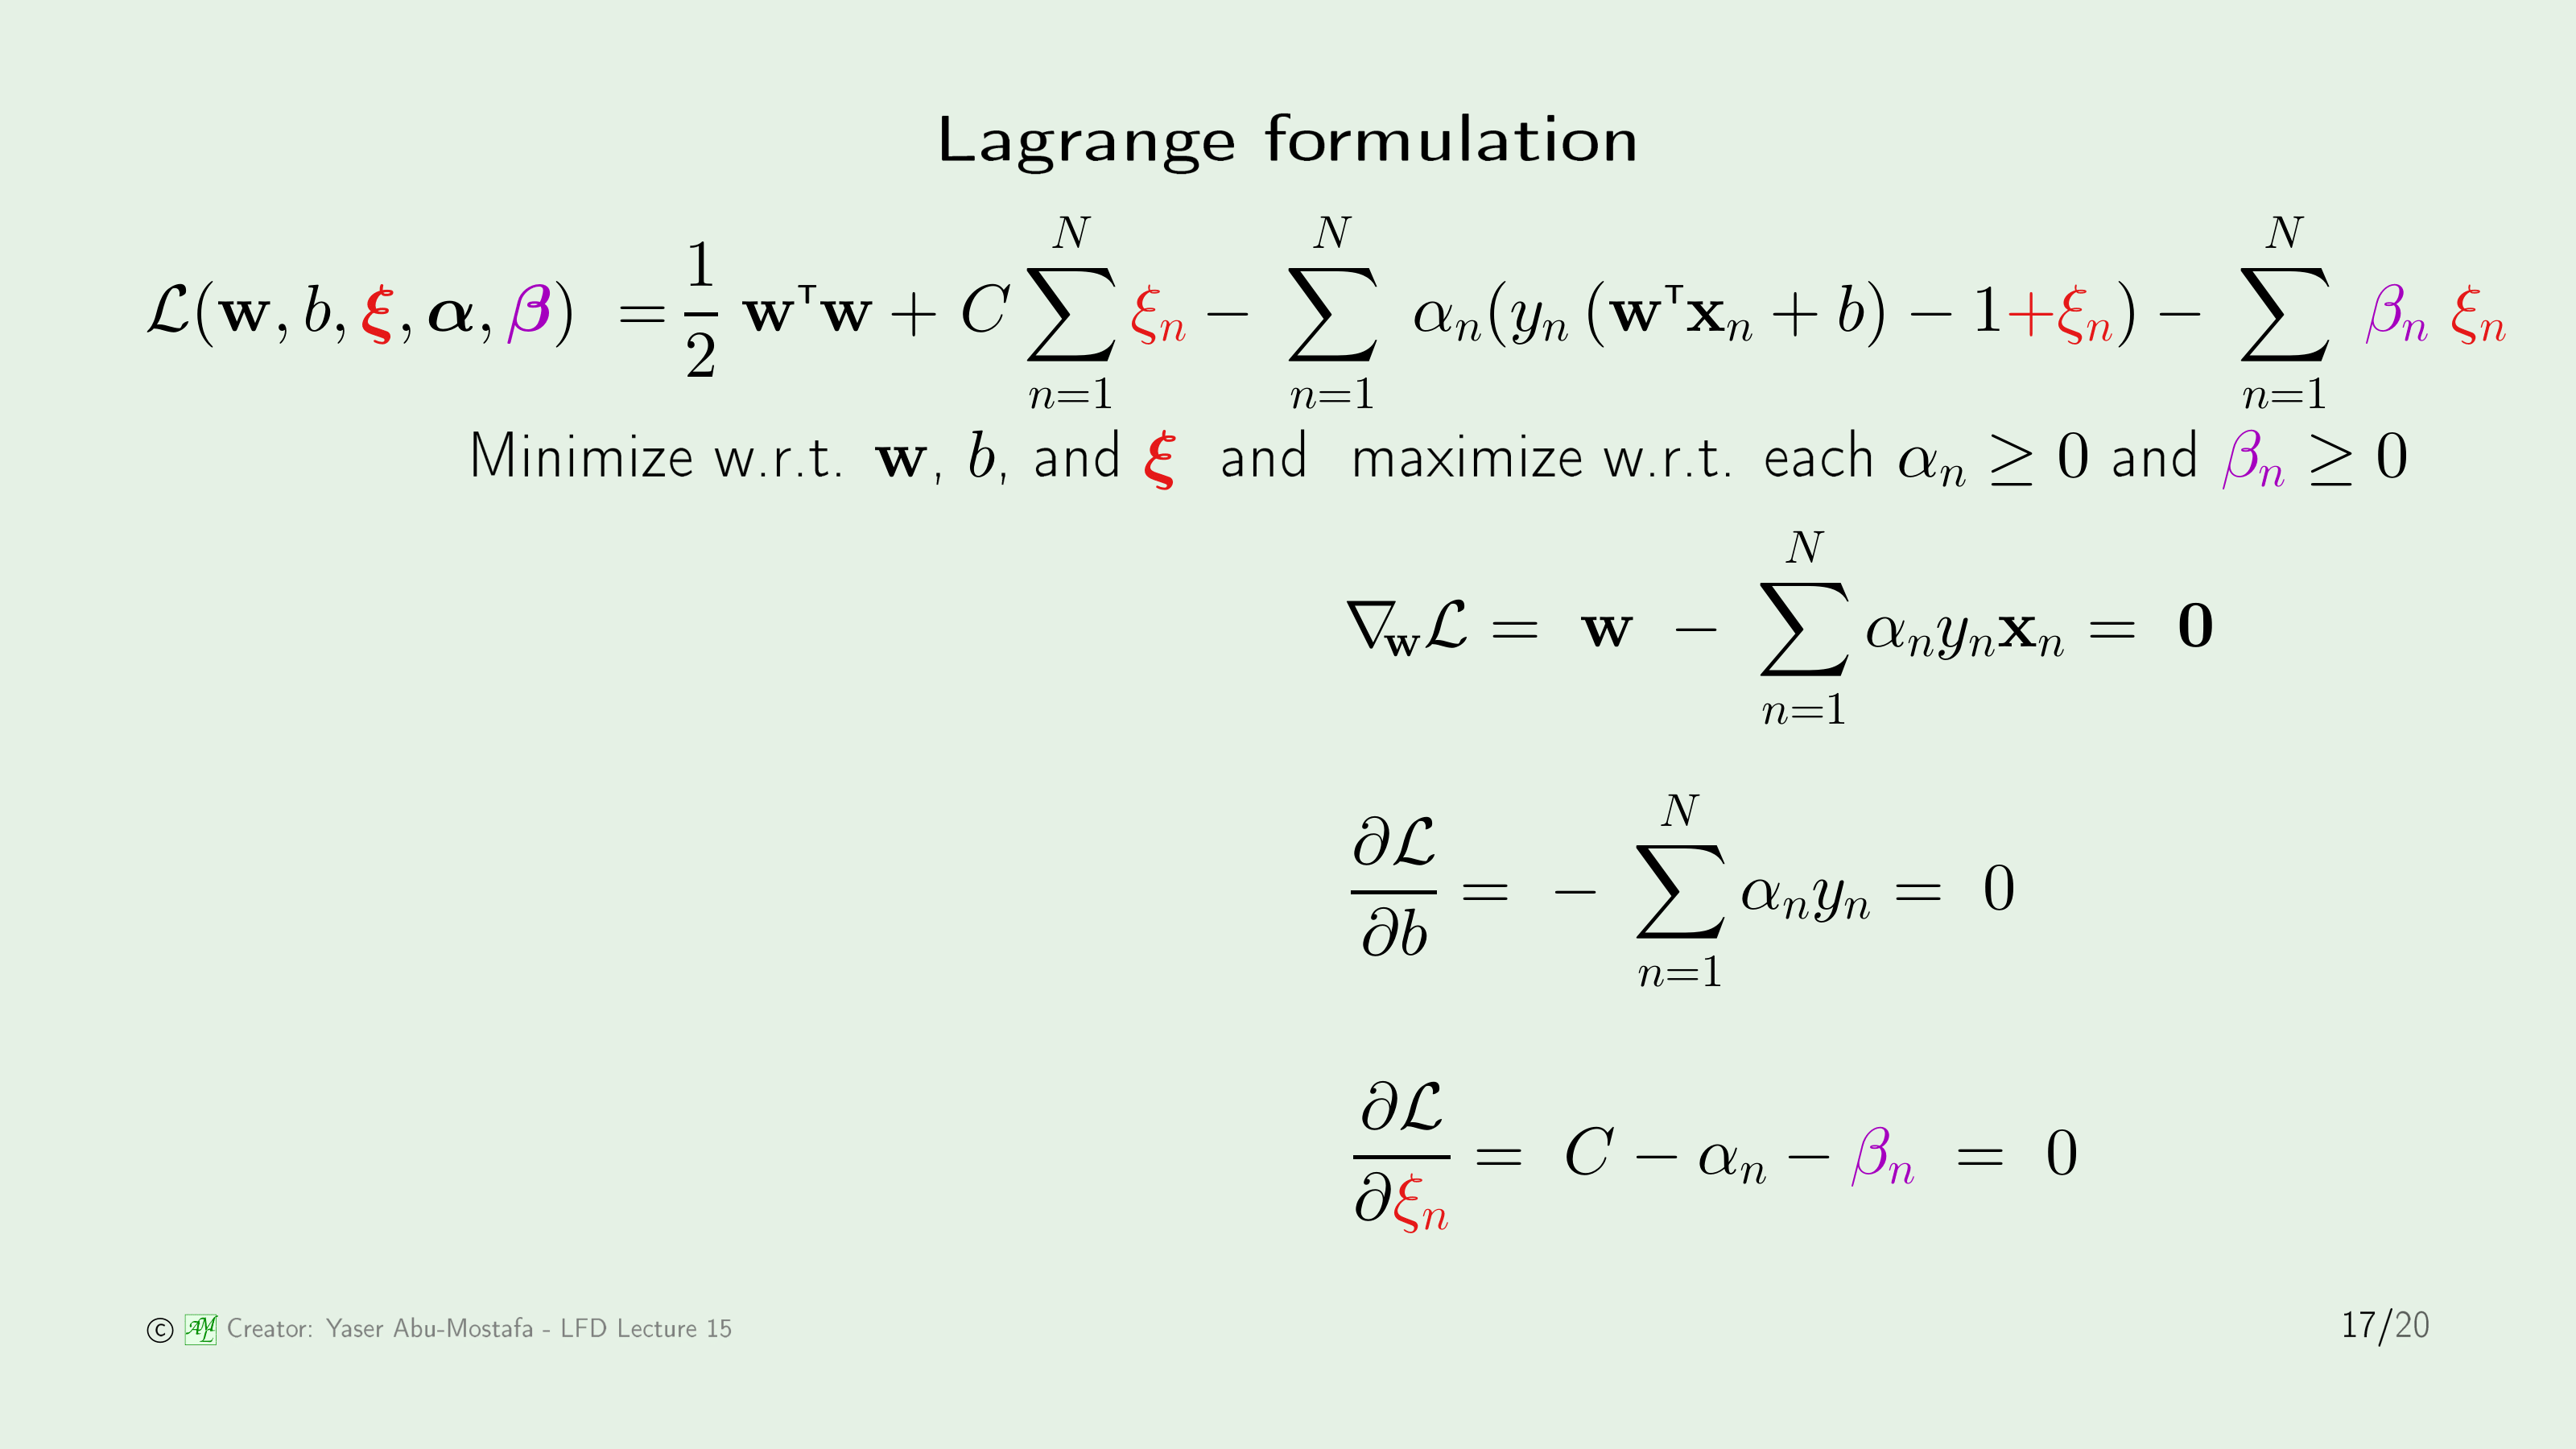 Lagrange formulation
$\mathcal{L}(\mathbf{w}, b, \boldsymbol{\xi}, \boldsymbol{\alpha}, \boldsymbol{\beta}) = \frac{1}{2} \mathbf{w}^{\mathsf{T}}\mathbf{w} + C \sum_{n=1}^{N} \xi_n - \sum_{n=1}^{N} \alpha_n (y_n (\mathbf{w}^{\mathsf{T}}\mathbf{x}_n + b) - 1 + \xi_n) - \sum_{n=1}^{N} \beta_n \xi_n$
Minimize w.r.t. $\mathbf{w}$, $b$, and $\boldsymbol{\xi}$ and maximize w.r.t. each $\alpha_n \geq 0$ and $\beta_n \geq 0$
$\nabla_{\mathbf{w}} \mathcal{L} = \mathbf{w} - \sum_{n=1}^{N} \alpha_n y_n \mathbf{x}_n = \mathbf{0}$
$\frac{\partial \mathcal{L}}{\partial b} = - \sum_{n=1}^{N} \alpha_n y_n = 0$
$\frac{\partial \mathcal{L}}{\partial \xi_n} = C - \alpha_n - \beta_n = 0$
© AML Creator: Yaser Abu-Mostafa - LFD Lecture 15
17/20